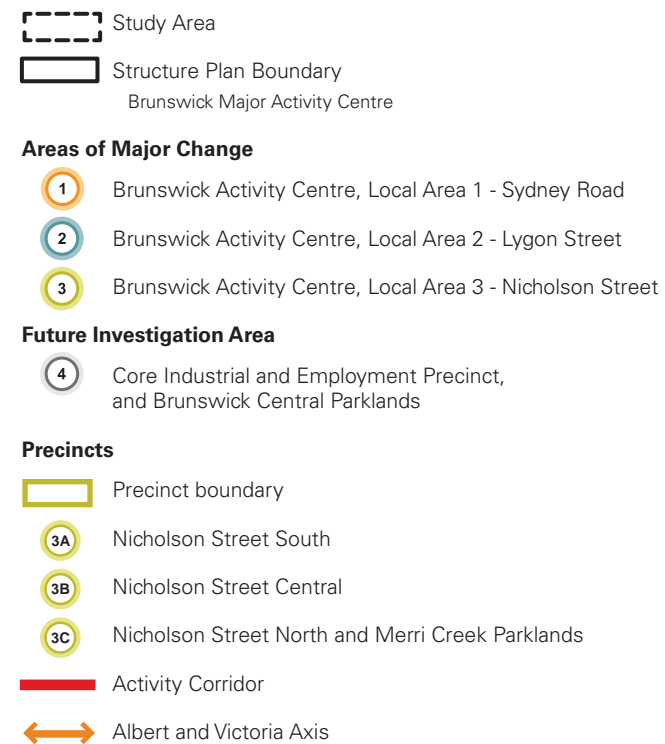 Study Area
Structure Plan Boundary
Brunswick Major Activity Centre
Areas of Major Change
1 Brunswick Activity Centre, Local Area 1 - Sydney Road
2 Brunswick Activity Centre, Local Area 2 - Lygon Street
3 Brunswick Activity Centre, Local Area 3 - Nicholson Street
Future Investigation Area
4 Core Industrial and Employment Precinct,
and Brunswick Central Parklands
Precincts
Precinct boundary
3A Nicholson Street South
3B Nicholson Street Central
3C Nicholson Street North and Merri Creek Parklands
Activity Corridor
Albert and Victoria Axis